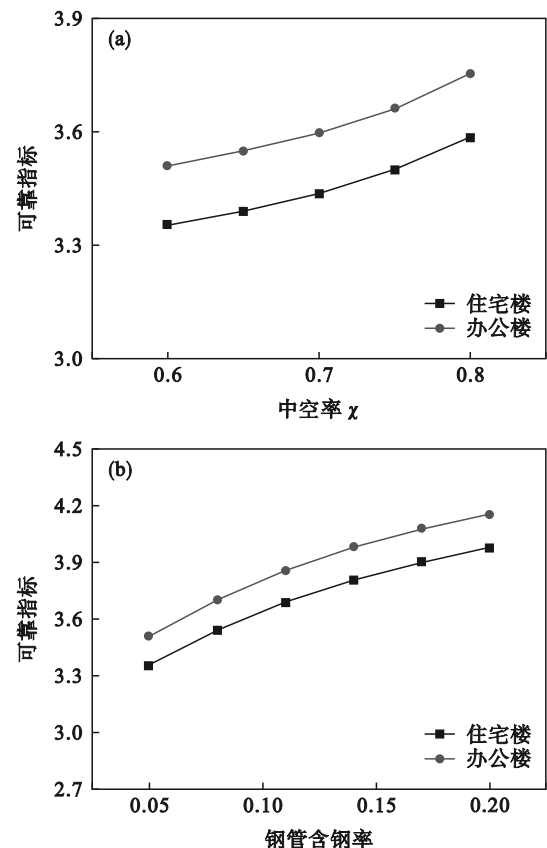 3.9
(a)
3.6
可靠指标
3.3
住宅楼
办公楼
3.0
0.6 0.7 0.8
中空率 χ
4.5
(b)
4.2
3.9
可靠指标
3.6
3.3
3.0
住宅楼
办公楼
2.7
0.05 0.10 0.15 0.20
钢管含钢率